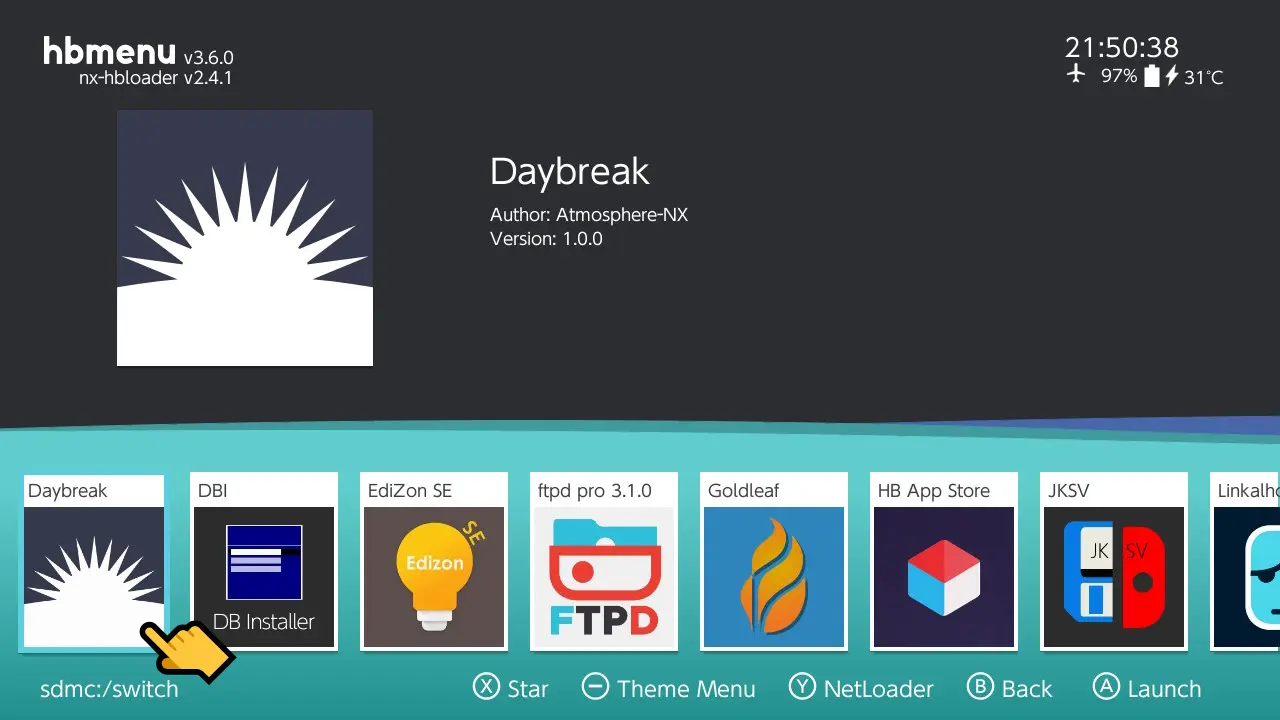 hbmenu v3.6.0
nx-hbloader v2.4.1
21:50:38
97% 31°C
Daybreak
Author: Atmosphere-NX
Version: 1.0.0
Daybreak
DBI
EdiZon SE
ftpd pro 3.1.0
Goldleaf
HB App Store
JKSV
DB Installer
Edizon
SE
FTPD
JK SV
sdmc:/switch
X Star
Theme Menu
Y NetLoader
B Back
A Launch